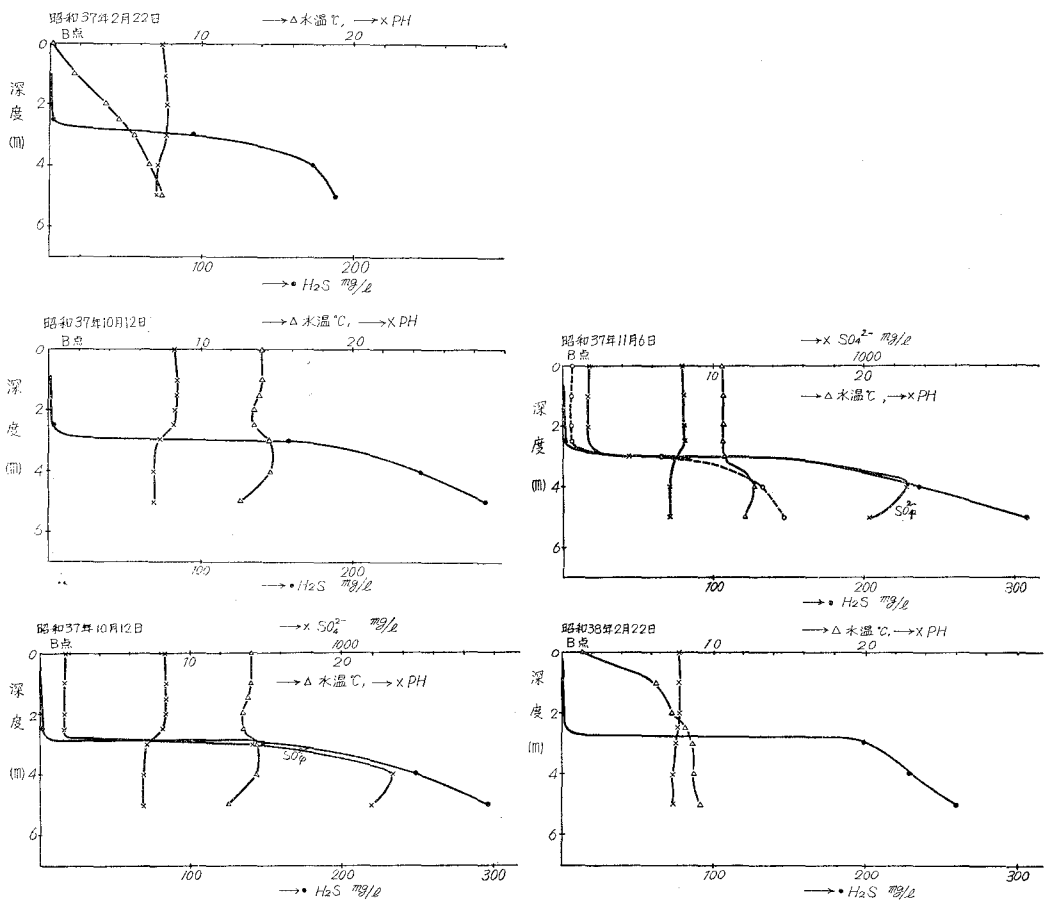 昭和37年2月22日
→△水温℃, →×PH
B点
10
20
0
2
4
6
深
度
(m)
100
200
→• H₂S mg/l
昭和37年10月12日
→△水温℃, →×PH
B点
10
20
0
2
4
5
深
度
(m)
100
200
→• H₂S mg/l
昭和37年11月6日
→× SO₄²⁻ mg/l
B点
1000
10
20
→△水温℃, →×PH
0
2
4
6
深
度
(m)
SO₄²⁻
100
200
300
→• H₂S mg/l
昭和37年10月12日
→× SO₄²⁻ mg/l
B点
1000
10
20
→△水温℃, →×PH
0
2
4
6
深
度
(m)
SO₄
100
200
300
→• H₂S mg/l
昭和38年2月22日
→△水温℃, →×PH
B点
10
20
0
2
4
6
深
度
(m)
100
200
300
→• H₂S mg/l